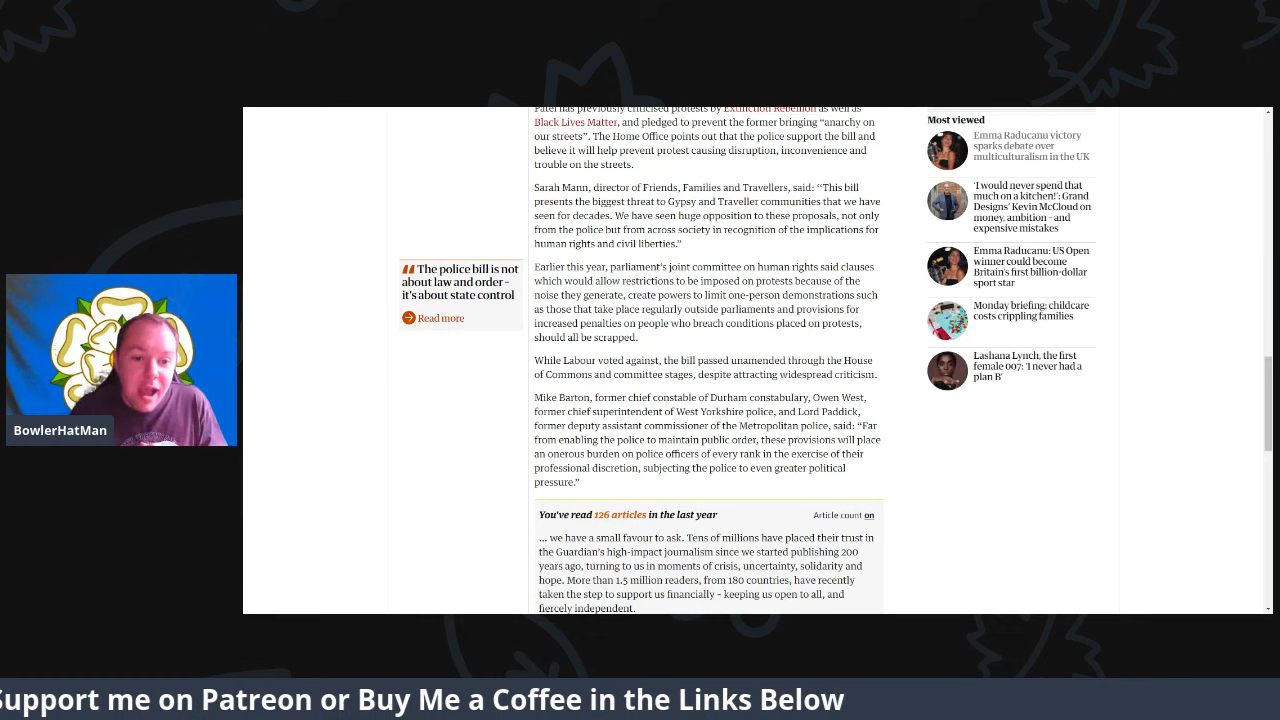 Patel has previously criticised protests by Extinction Rebellion as well as
Black Lives Matter, and pledged to prevent the former bringing “anarchy on
our streets”. The Home Office points out that the police support the bill and
believe it will help prevent protest causing disruption, inconvenience and
trouble on the streets.
Sarah Mann, director of Friends, Families and Travellers, said: “This bill
presents the biggest threat to Gypsy and Traveller communities that we have
seen for decades. We have seen huge opposition to these proposals, not only
from the police but from across society in recognition of the implications for
human rights and civil liberties.”
The police bill is not
about law and order –
it's about state control
Read more
Earlier this year, parliament's joint committee on human rights said clauses
which would allow restrictions to be imposed on protests because of the
noise they generate, create powers to limit one-person demonstrations such
as those that take place regularly outside parliaments and provisions for
increased penalties on people who breach conditions placed on protests,
should all be scrapped.
While Labour voted against, the bill passed unamended through the House
of Commons and committee stages, despite attracting widespread criticism.
Mike Barton, former chief constable of Durham constabulary, Owen West,
former chief superintendent of West Yorkshire police, and Lord Paddick,
former deputy assistant commissioner of the Metropolitan police, said: “Far
from enabling the police to maintain public order, these provisions will place
an onerous burden on police officers of every rank in the exercise of their
professional discretion, subjecting the police to even greater political
pressure.”
You've read 126 articles in the last year
Article count on
... we have a small favour to ask. Tens of millions have placed their trust in
the Guardian's high-impact journalism since we started publishing 200
years ago, turning to us in moments of crisis, uncertainty, solidarity and
hope. More than 1.5 million readers, from 180 countries, have recently
taken the step to support us financially – keeping us open to all, and
fiercely independent.
Most viewed
Emma Raducanu victory
sparks debate over
multiculturalism in the UK
'I would never spend that
much on a kitchen!': Grand
Designs' Kevin McCloud on
money, ambition – and
expensive mistakes
Emma Raducanu: US Open
winner could become
Britain's first billion-dollar
sport star
Monday briefing: childcare
costs crippling families
Lashana Lynch, the first
female 007: 'I never had a
plan B'
BowlerHatMan
Support me on Patreon or Buy Me a Coffee in the Links Below